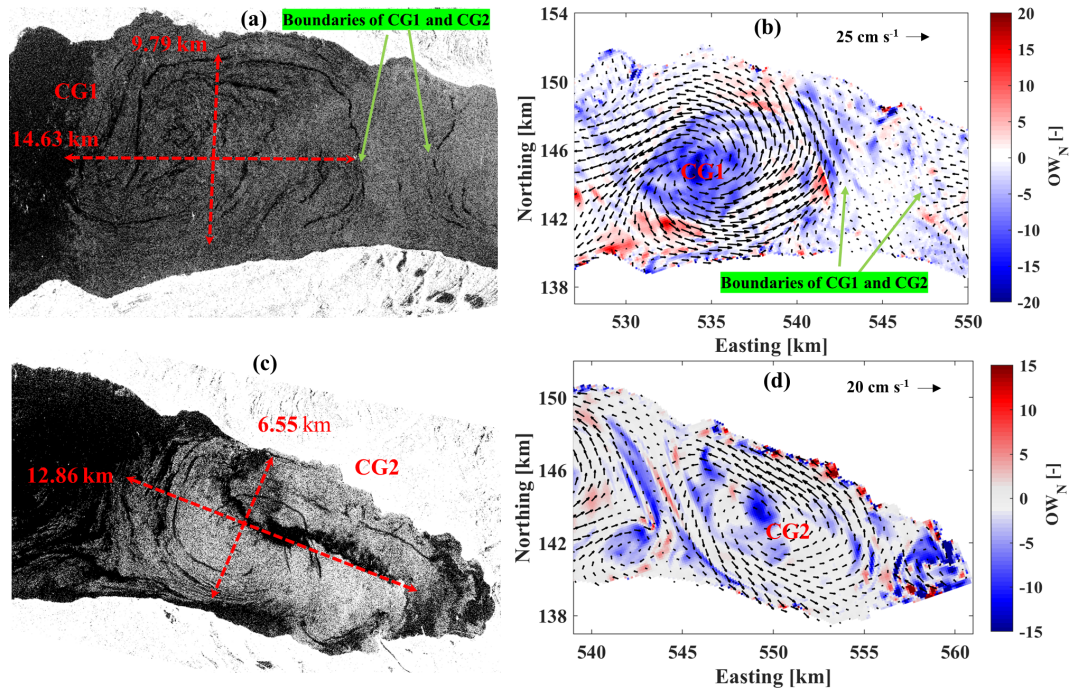 (a)
Boundaries of CG1 and CG2
9.79 km
CG1
14.63 km
(b)
25 cm s⁻¹
Northing [km]
150
146
142
138
CG1
Boundaries of CG1 and CG2
530
535
540
545
550
Easting [km]
20
15
10
5
0
-5
-10
-15
-20
OW_N [-]
(c)
6.55 km
CG2
12.86 km
(d)
20 cm s⁻¹
Northing [km]
150
146
142
138
CG2
540
545
550
555
560
Easting [km]
15
10
5
0
-5
-10
-15
OW_N [-]